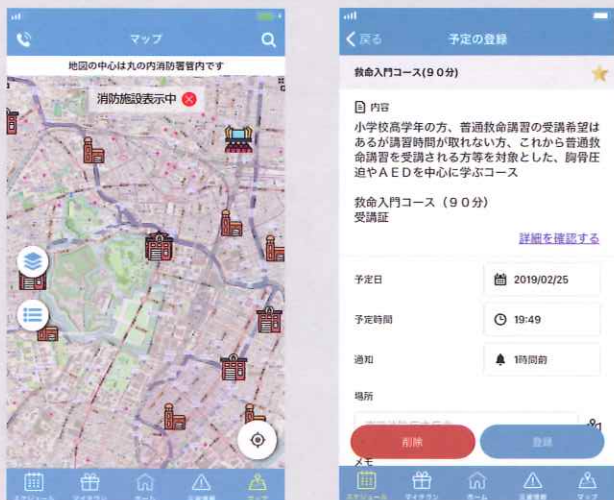 マップ
地図の中心は丸の内消防署管内です
消防施設表示中
スケジュール
マイタウン
ホーム
災害情報
マップ
戻る
予定の登録
救命入門コース(90分)
内容
小学校高学年の方、普通救命講習の受講希望は
あるが講習時間が取れない方、これから普通救
命講習を受講される方等を対象とした、胸骨圧
迫やAEDを中心に学ぶコース
救命入門コース(90分)
受講証
詳細を確認する
予定日
2019/02/25
予定時間
19:49
通知
1時間前
場所
削除
登録
メモ
スケジュール
マイタウン
ホーム
災害情報
マップ